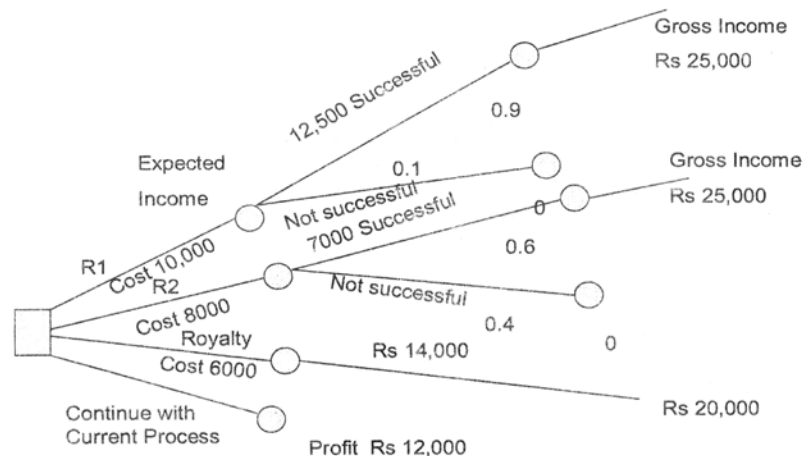 Gross Income
Rs 25,000
12,500 Successful
0.9
Expected
Income
0.1
Not successful
0
Gross Income
Rs 25,000
7000 Successful
0.6
R1
Cost 10,000
R2
Cost 8000
Not successful
0.4
0
Royalty
Cost 6000
Rs 14,000
Rs 20,000
Continue with
Current Process
Profit Rs 12,000